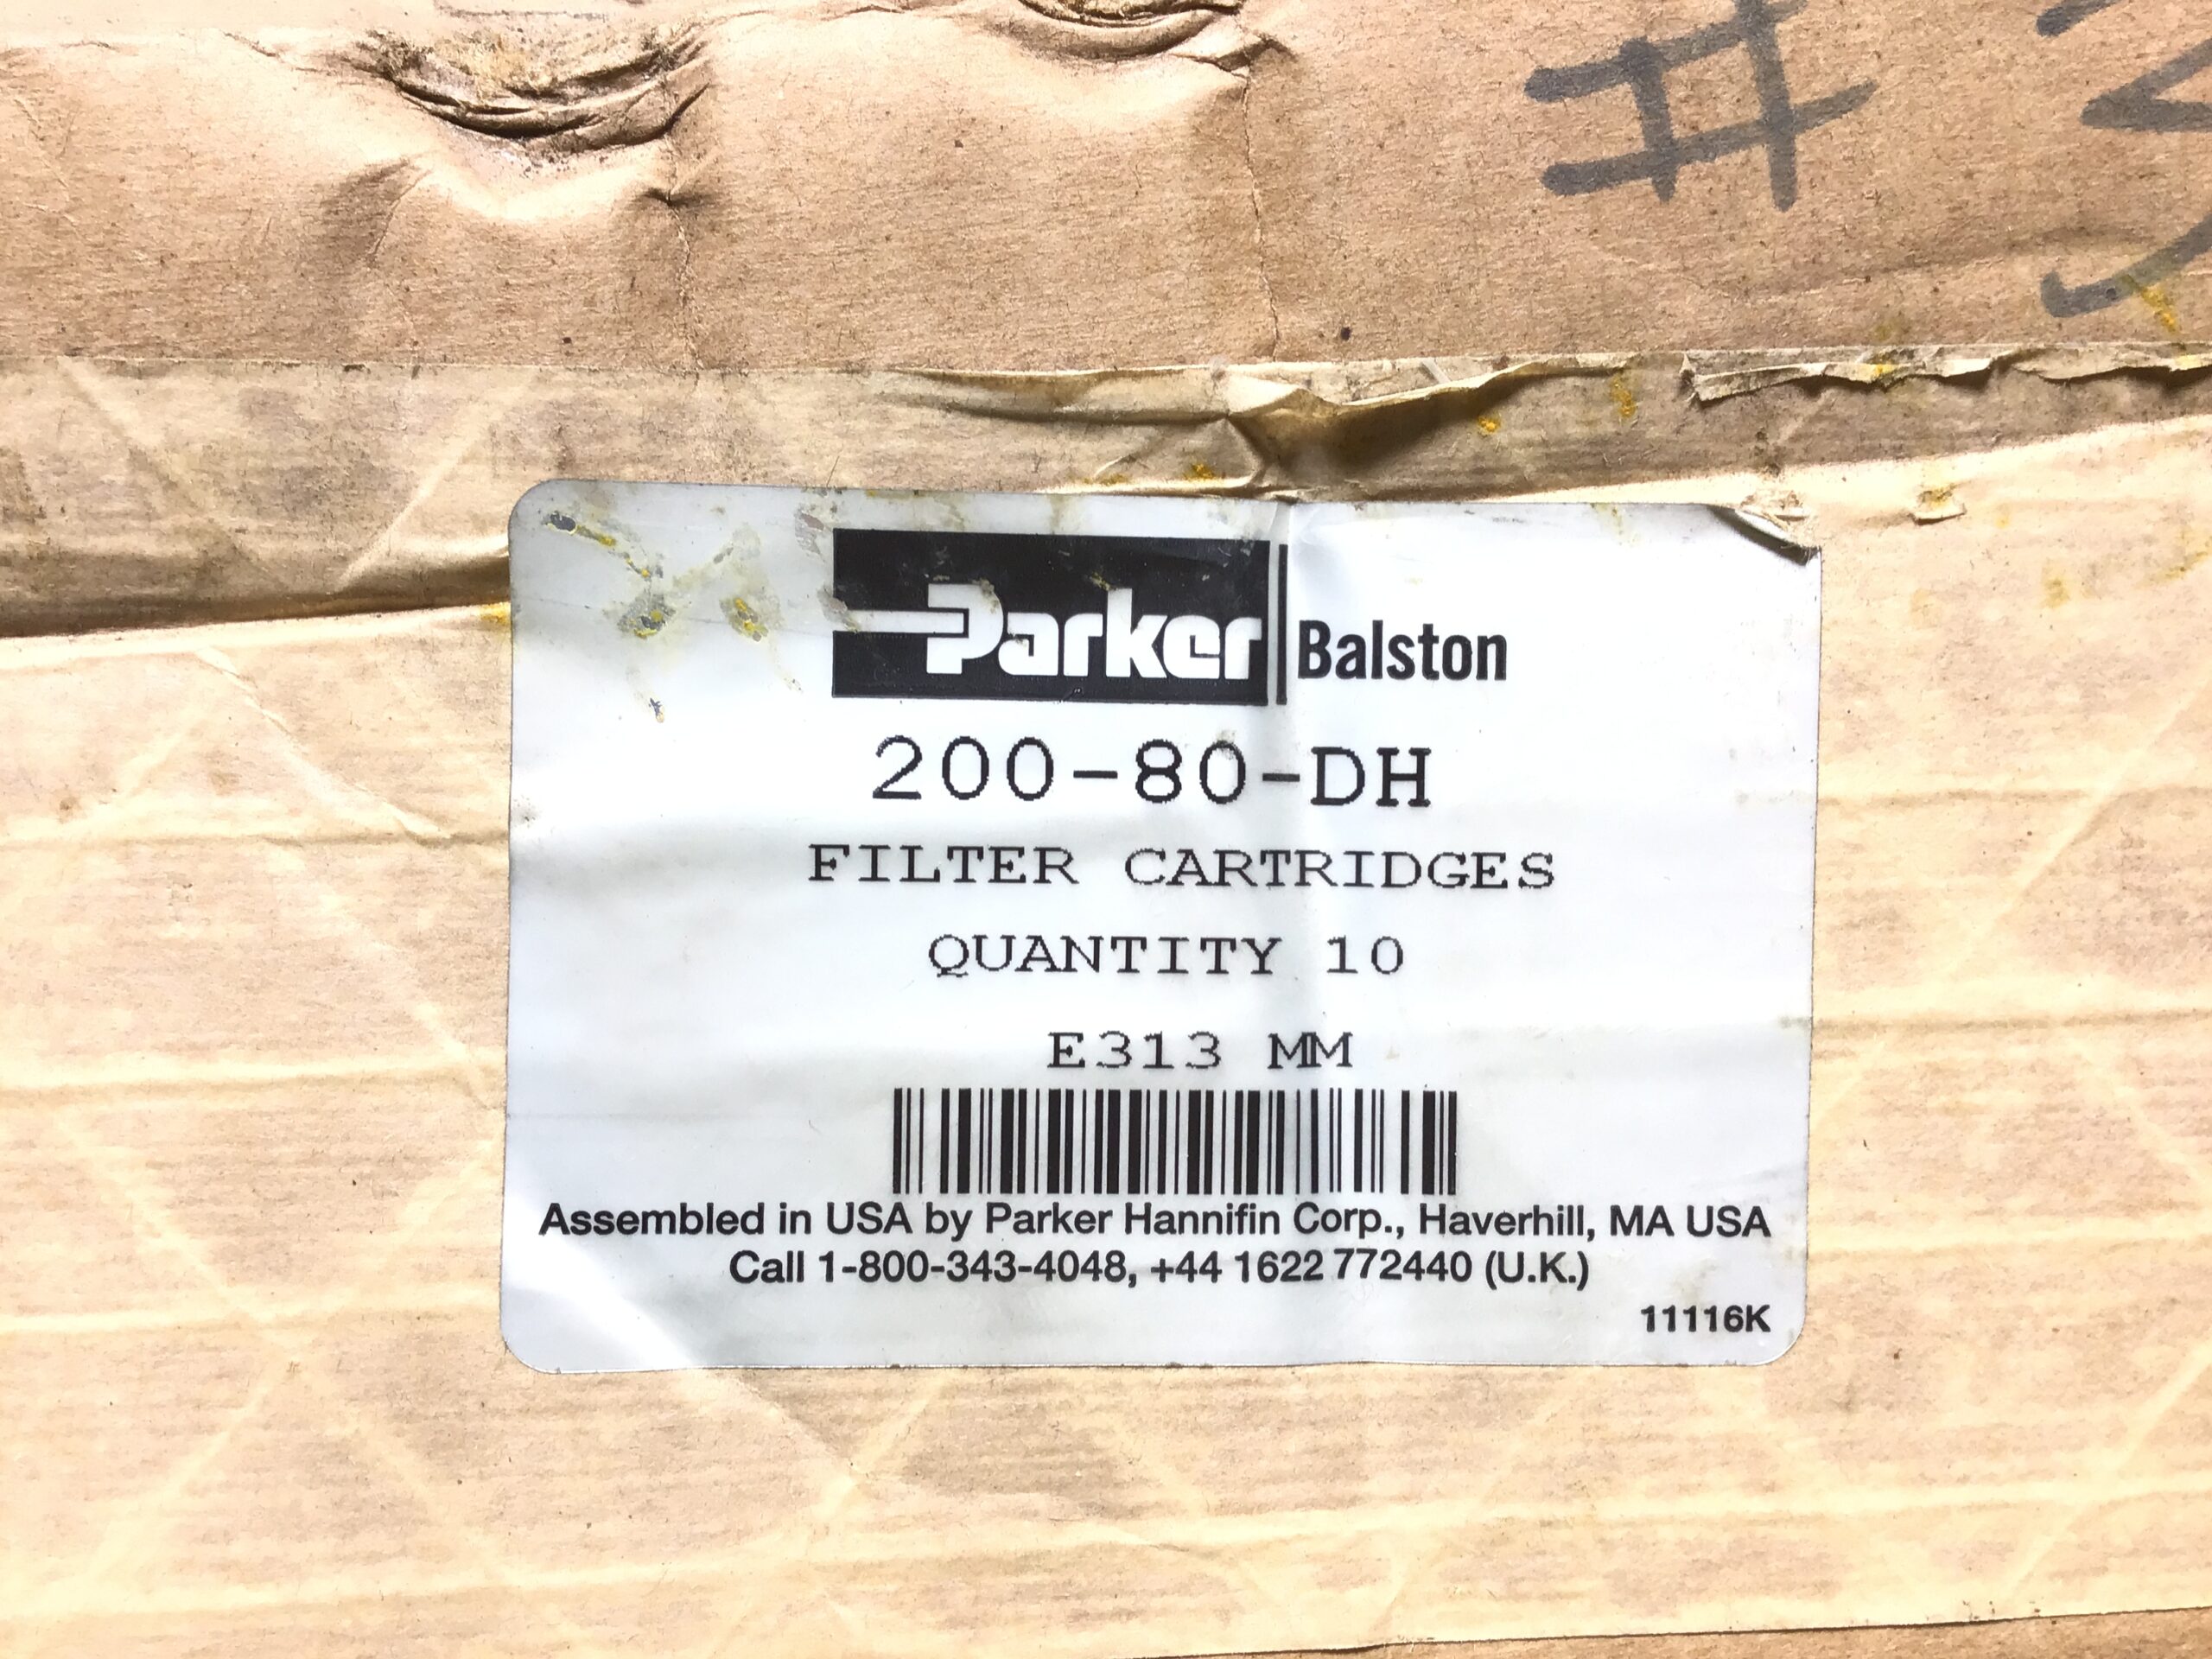 #
Parker Balston
200-80-DH
FILTER CARTRIDGES
QUANTITY 10
E313 MM
Assembled in USA by Parker Hannifin Corp., Haverhill, MA USA
Call 1-800-343-4048, +44 1622 772440 (U.K.)
11116K